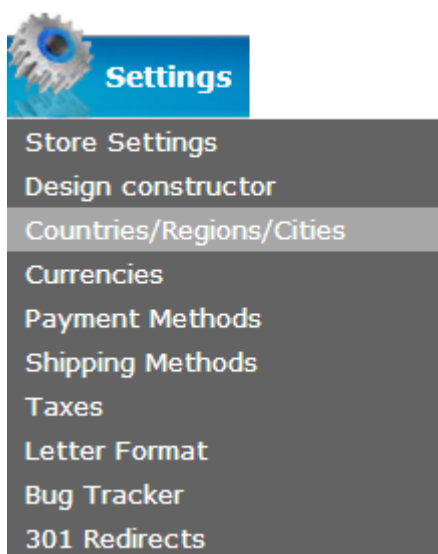 Settings
Store Settings
Design constructor
Countries/Regions/Cities
Currencies
Payment Methods
Shipping Methods
Taxes
Letter Format
Bug Tracker
301 Redirects